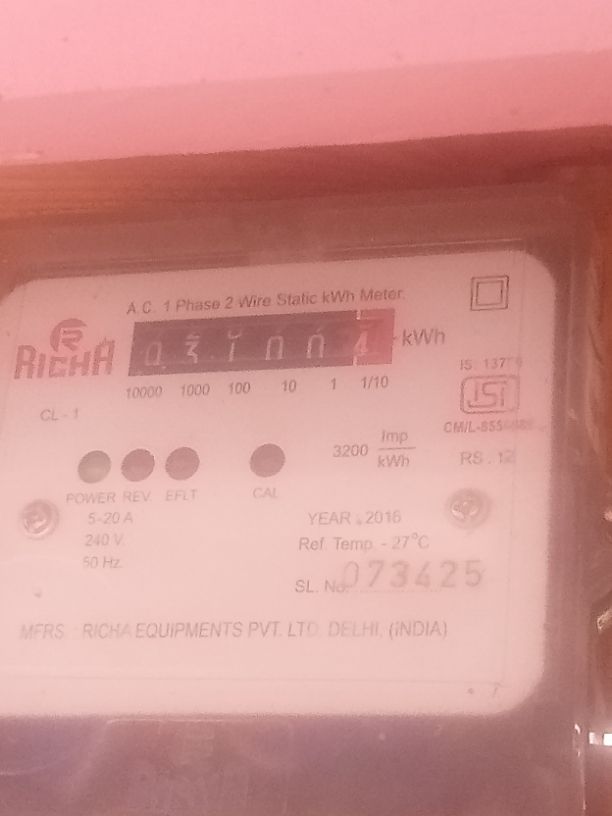 A.C. 1 Phase 2 Wire Static kWh Meter.
RICHA
kWh
10000 1000 100 10 1 1/10
CL-1
ISI
3200 Imp/kWh
RS. 12
POWER REV. EFLT CAL
5-20 A
240 V.
50 Hz.
YEAR : 2016
Ref. Temp. - 27°C
SL. No. 073425
MFRS. : RICHA EQUIPMENTS PVT. LTD. DELHI, (INDIA)